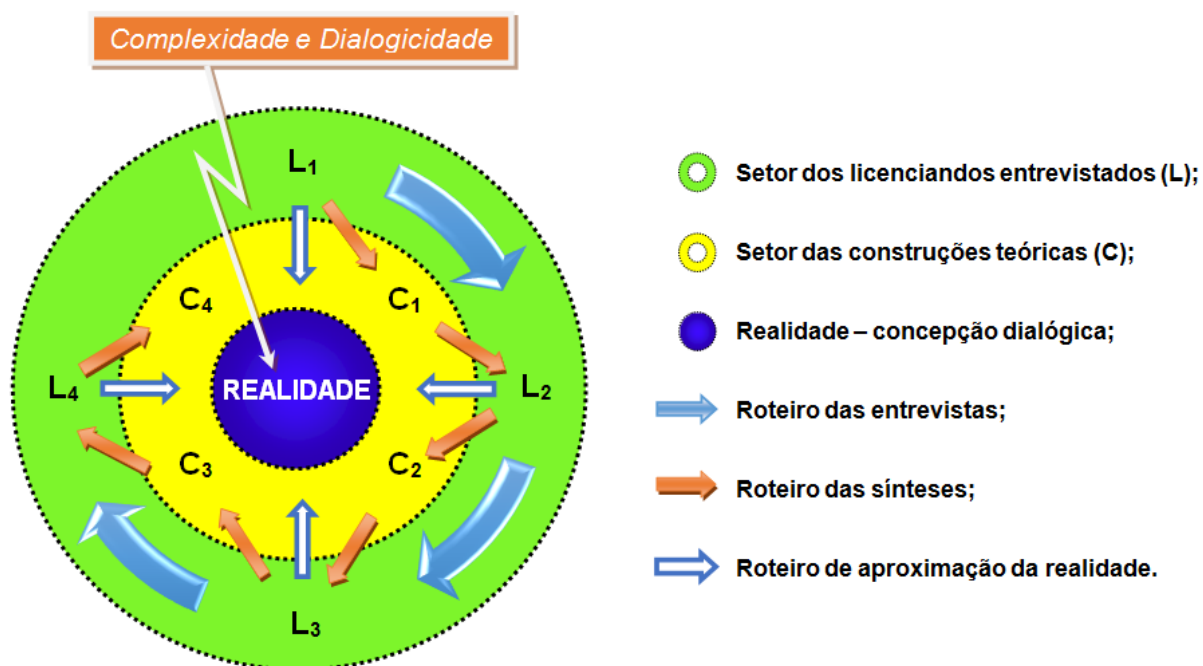 Complexidade e Dialogicidade
L₁
C₄
C₁
L₄
REALIDADE
L₂
C₃
C₂
L₃
Setor dos licenciandos entrevistados (L);
Setor das construções teóricas (C);
Realidade – concepção dialógica;
Roteiro das entrevistas;
Roteiro das sínteses;
Roteiro de aproximação da realidade.